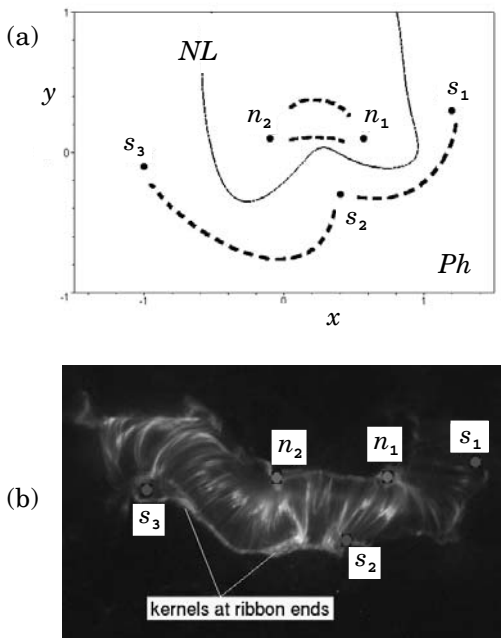 (a)
1
NL
s₁
y
n₂
n₁
s₃
0
s₂
Ph
-1
-1
0
1
x
(b)
n₂
n₁
s₁
s₃
s₂
kernels at ribbon ends